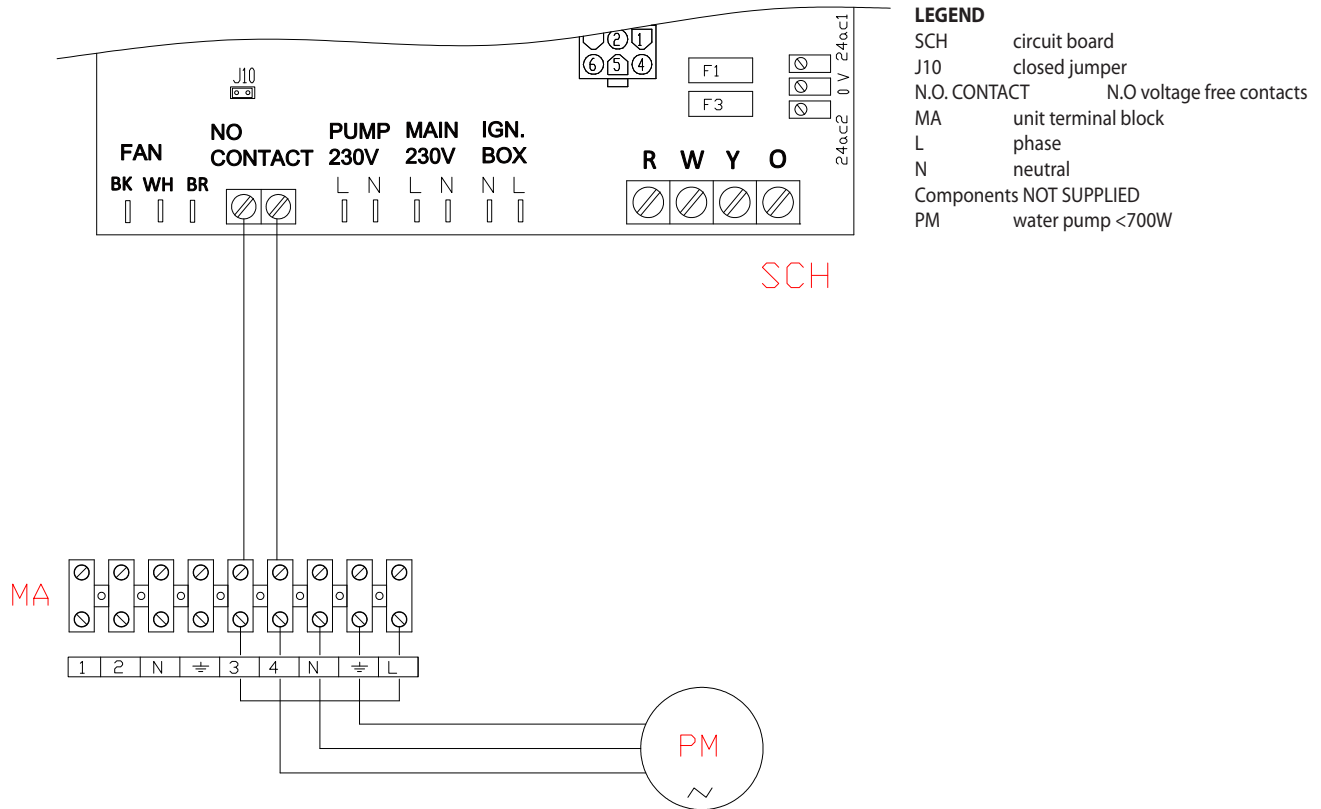 2 1
6 5 4
J10
F1
F3
24ac2 0 V 24ac1
NO
CONTACT
PUMP
230V
MAIN
230V
IGN.
BOX
FAN
BK WH BR
L N L N N L
R W Y O
SCH
LEGEND
SCH circuit board
J10 closed jumper
N.O. CONTACT N.O voltage free contacts
MA unit terminal block
L phase
N neutral
Components NOT SUPPLIED
PM water pump <700W
MA
1 2 N ⏚ 3 4 N ⏚ L
PM
~